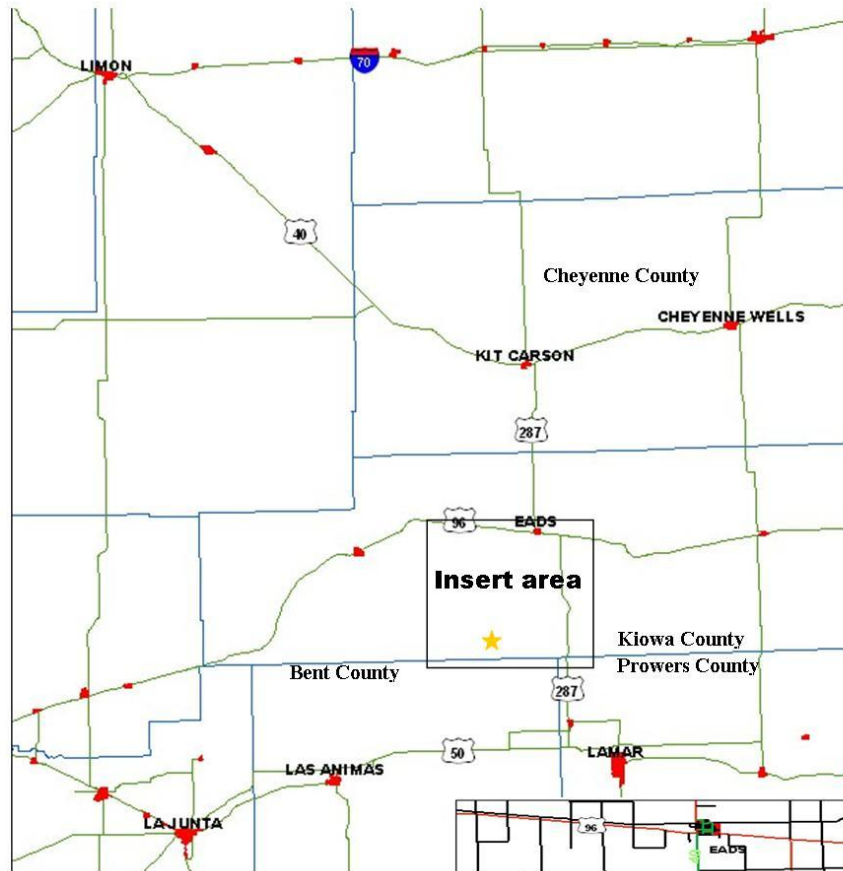 LIMON
70
40
Cheyenne County
CHEYENNE WELLS
KIT CARSON
287
96
EADS
Insert area
Kiowa County
Bent County
Prowers County
287
50
LAMAR
LAS ANIMAS
LA JUNTA
96
EADS